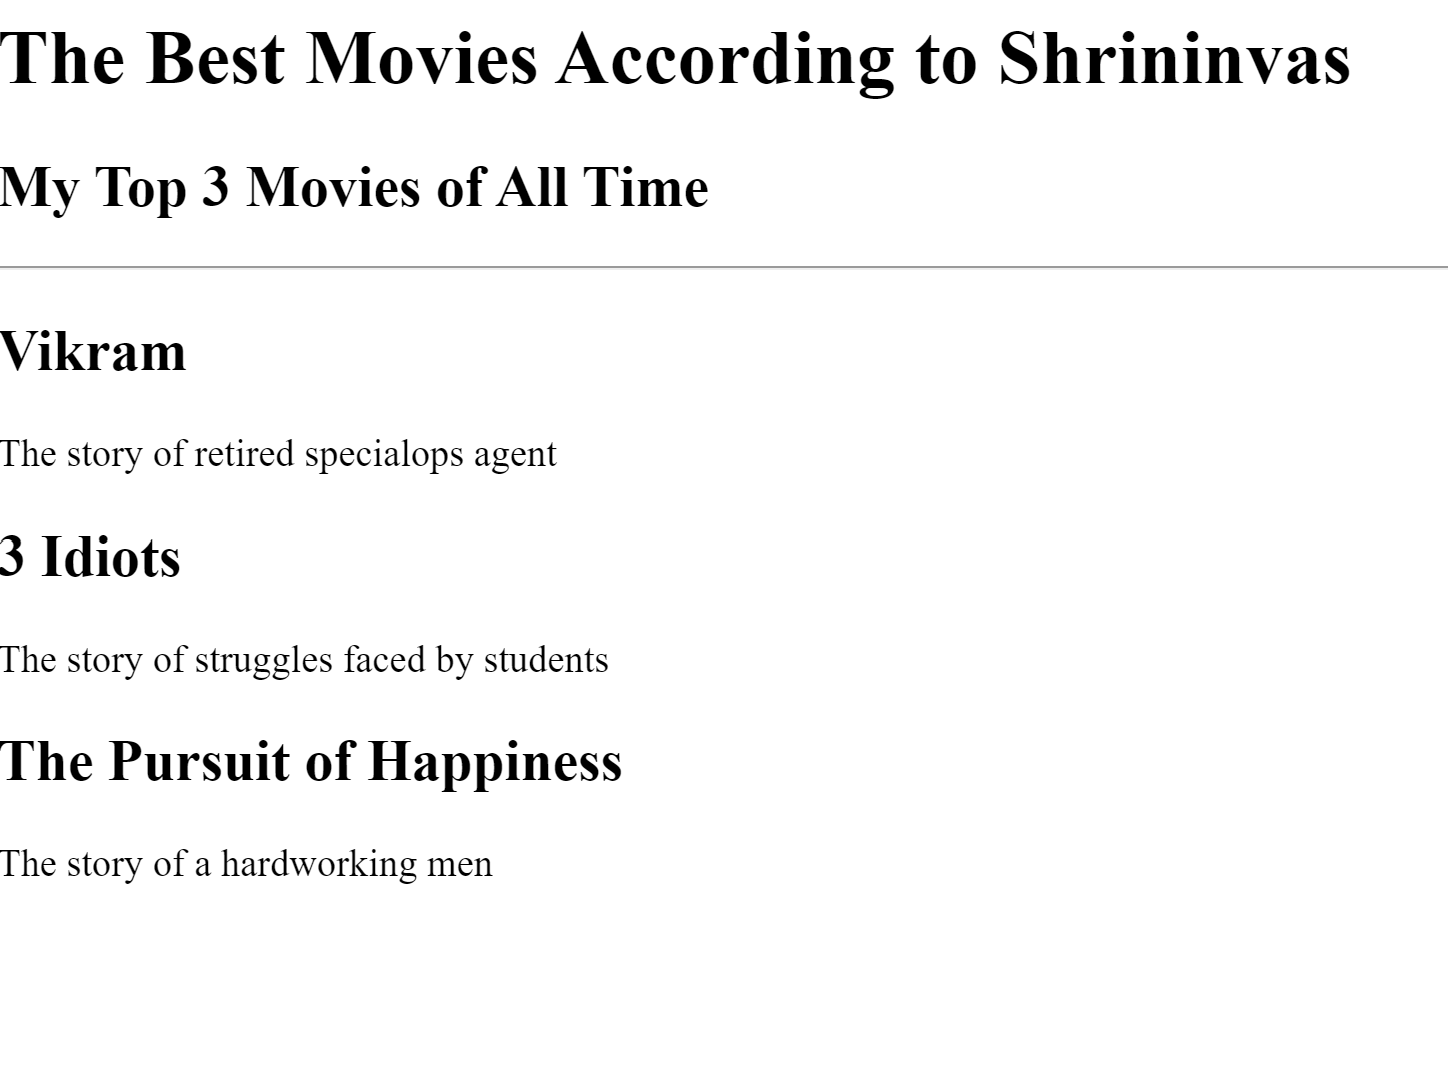 The Best Movies According to Shrininvas
My Top 3 Movies of All Time
Vikram
The story of retired specialops agent
3 Idiots
The story of struggles faced by students
The Pursuit of Happiness
The story of a hardworking men